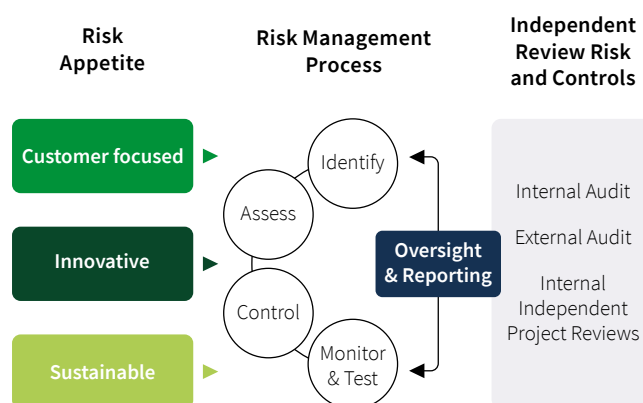 Risk
Appetite
Risk Management
Process
Independent
Review Risk
and Controls
Customer focused
Innovative
Sustainable
Identify
Assess
Control
Monitor
& Test
Oversight
& Reporting
Internal Audit
External Audit
Internal
Independent
Project Reviews